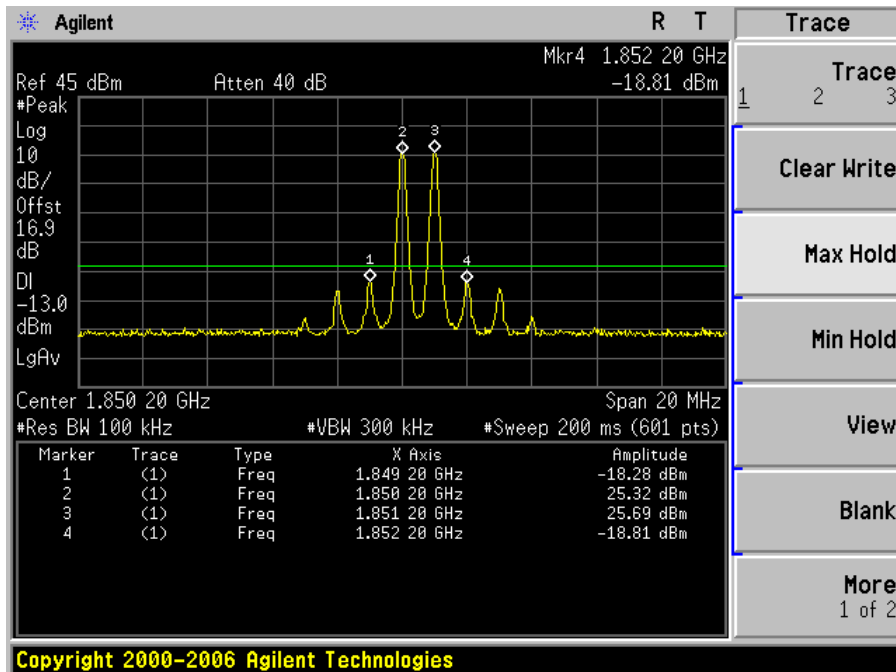 Agilent R T Trace
Mkr4 1.852 20 GHz
Ref 45 dBm Atten 40 dB -18.81 dBm
#Peak
Log
10
dB/
Offst
16.9
dB
DI
-13.0
dBm
LgAv
1
2
3
4
Center 1.850 20 GHz Span 20 MHz
#Res BW 100 kHz #VBW 300 kHz #Sweep 200 ms (601 pts)
Marker Trace Type X Axis Amplitude
1 (1) Freq 1.849 20 GHz -18.28 dBm
2 (1) Freq 1.850 20 GHz 25.32 dBm
3 (1) Freq 1.851 20 GHz 25.69 dBm
4 (1) Freq 1.852 20 GHz -18.81 dBm
Trace
1 2 3
Clear Write
Max Hold
Min Hold
View
Blank
More
1 of 2
Copyright 2000-2006 Agilent Technologies